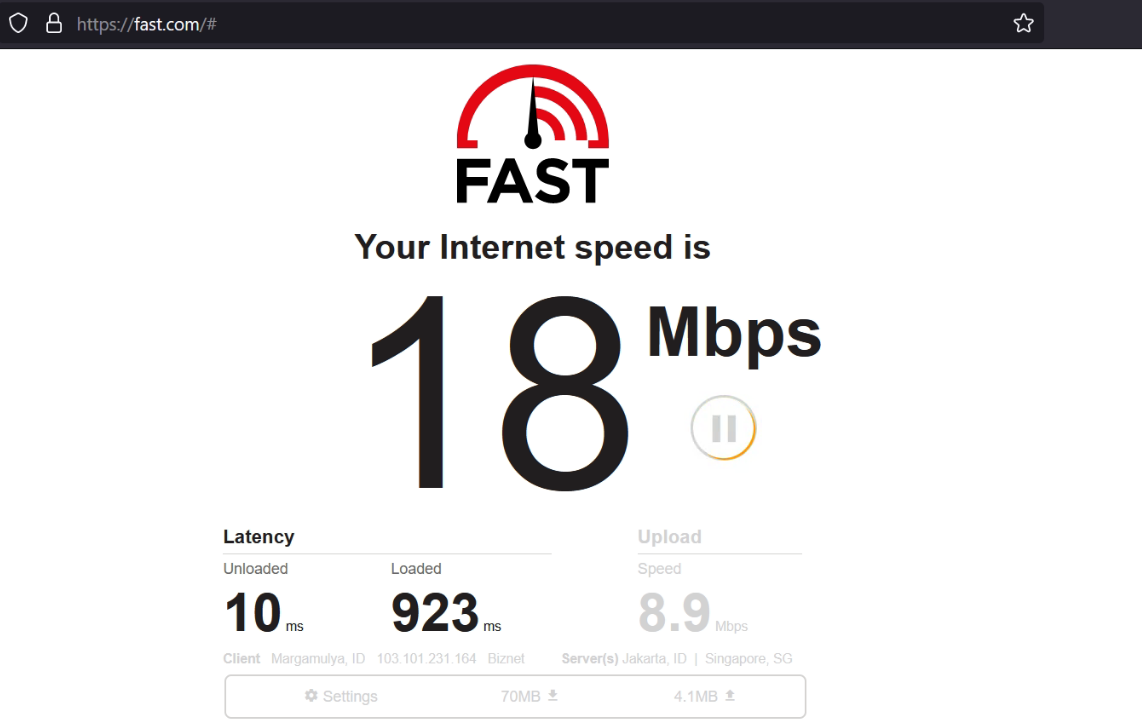 https://fast.com/#
FAST
Your Internet speed is
18 Mbps
Latency
Upload
Unloaded Loaded
Speed
10 ms 923 ms
8.9 Mbps
Client Margamulya, ID 103.101.231.164 Biznet Server(s) Jakarta, ID | Singapore, SG
Settings 70MB 4.1MB